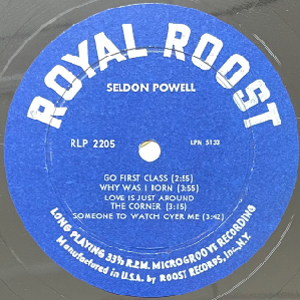 ROYAL ROOST
SELDON POWELL
RLP 2205
LPN 5133
GO FIRST CLASS (2:55)
WHY WAS I BORN (3:55)
LOVE IS JUST AROUND
THE CORNER (3:15)
SOMEONE TO WATCH OVER ME (3:42)
LONG PLAYING 33⅓ R.P.M. MICROGROOVE RECORDING
Manufactured in U.S.A. by ROOST RECORDS, Inc., N.Y.